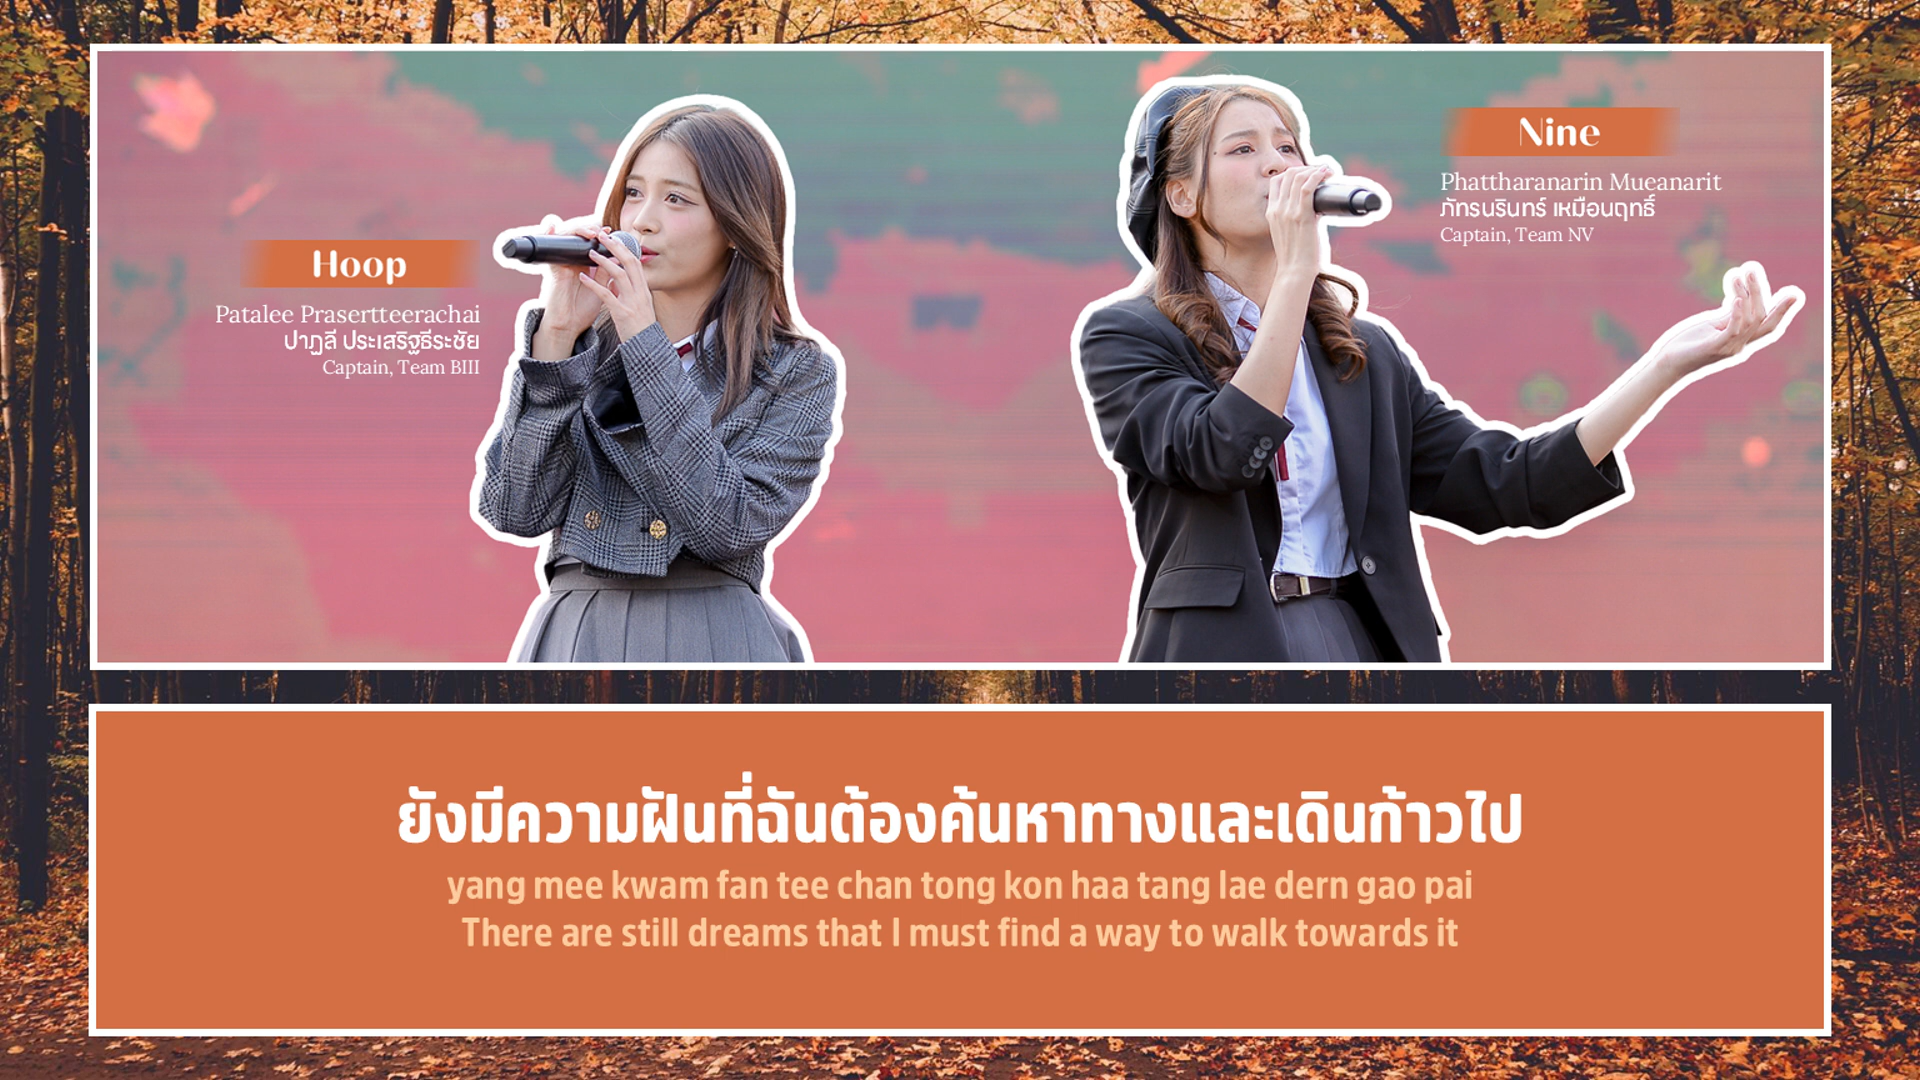 Hoop
Patalee Prasertteerachai
ปาฏลี ประเสริฐธีระชัย
Captain, Team BIII
Nine
Phattharanarin Mueanarit
ภัทรนรินทร์ เหมือนฤทธิ์
Captain, Team NV
ยังมีความฝันที่ฉันต้องค้นหาทางและเดินก้าวไป
yang mee kwam fan tee chan tong kon haa tang lae dern gao pai
There are still dreams that I must find a way to walk towards it